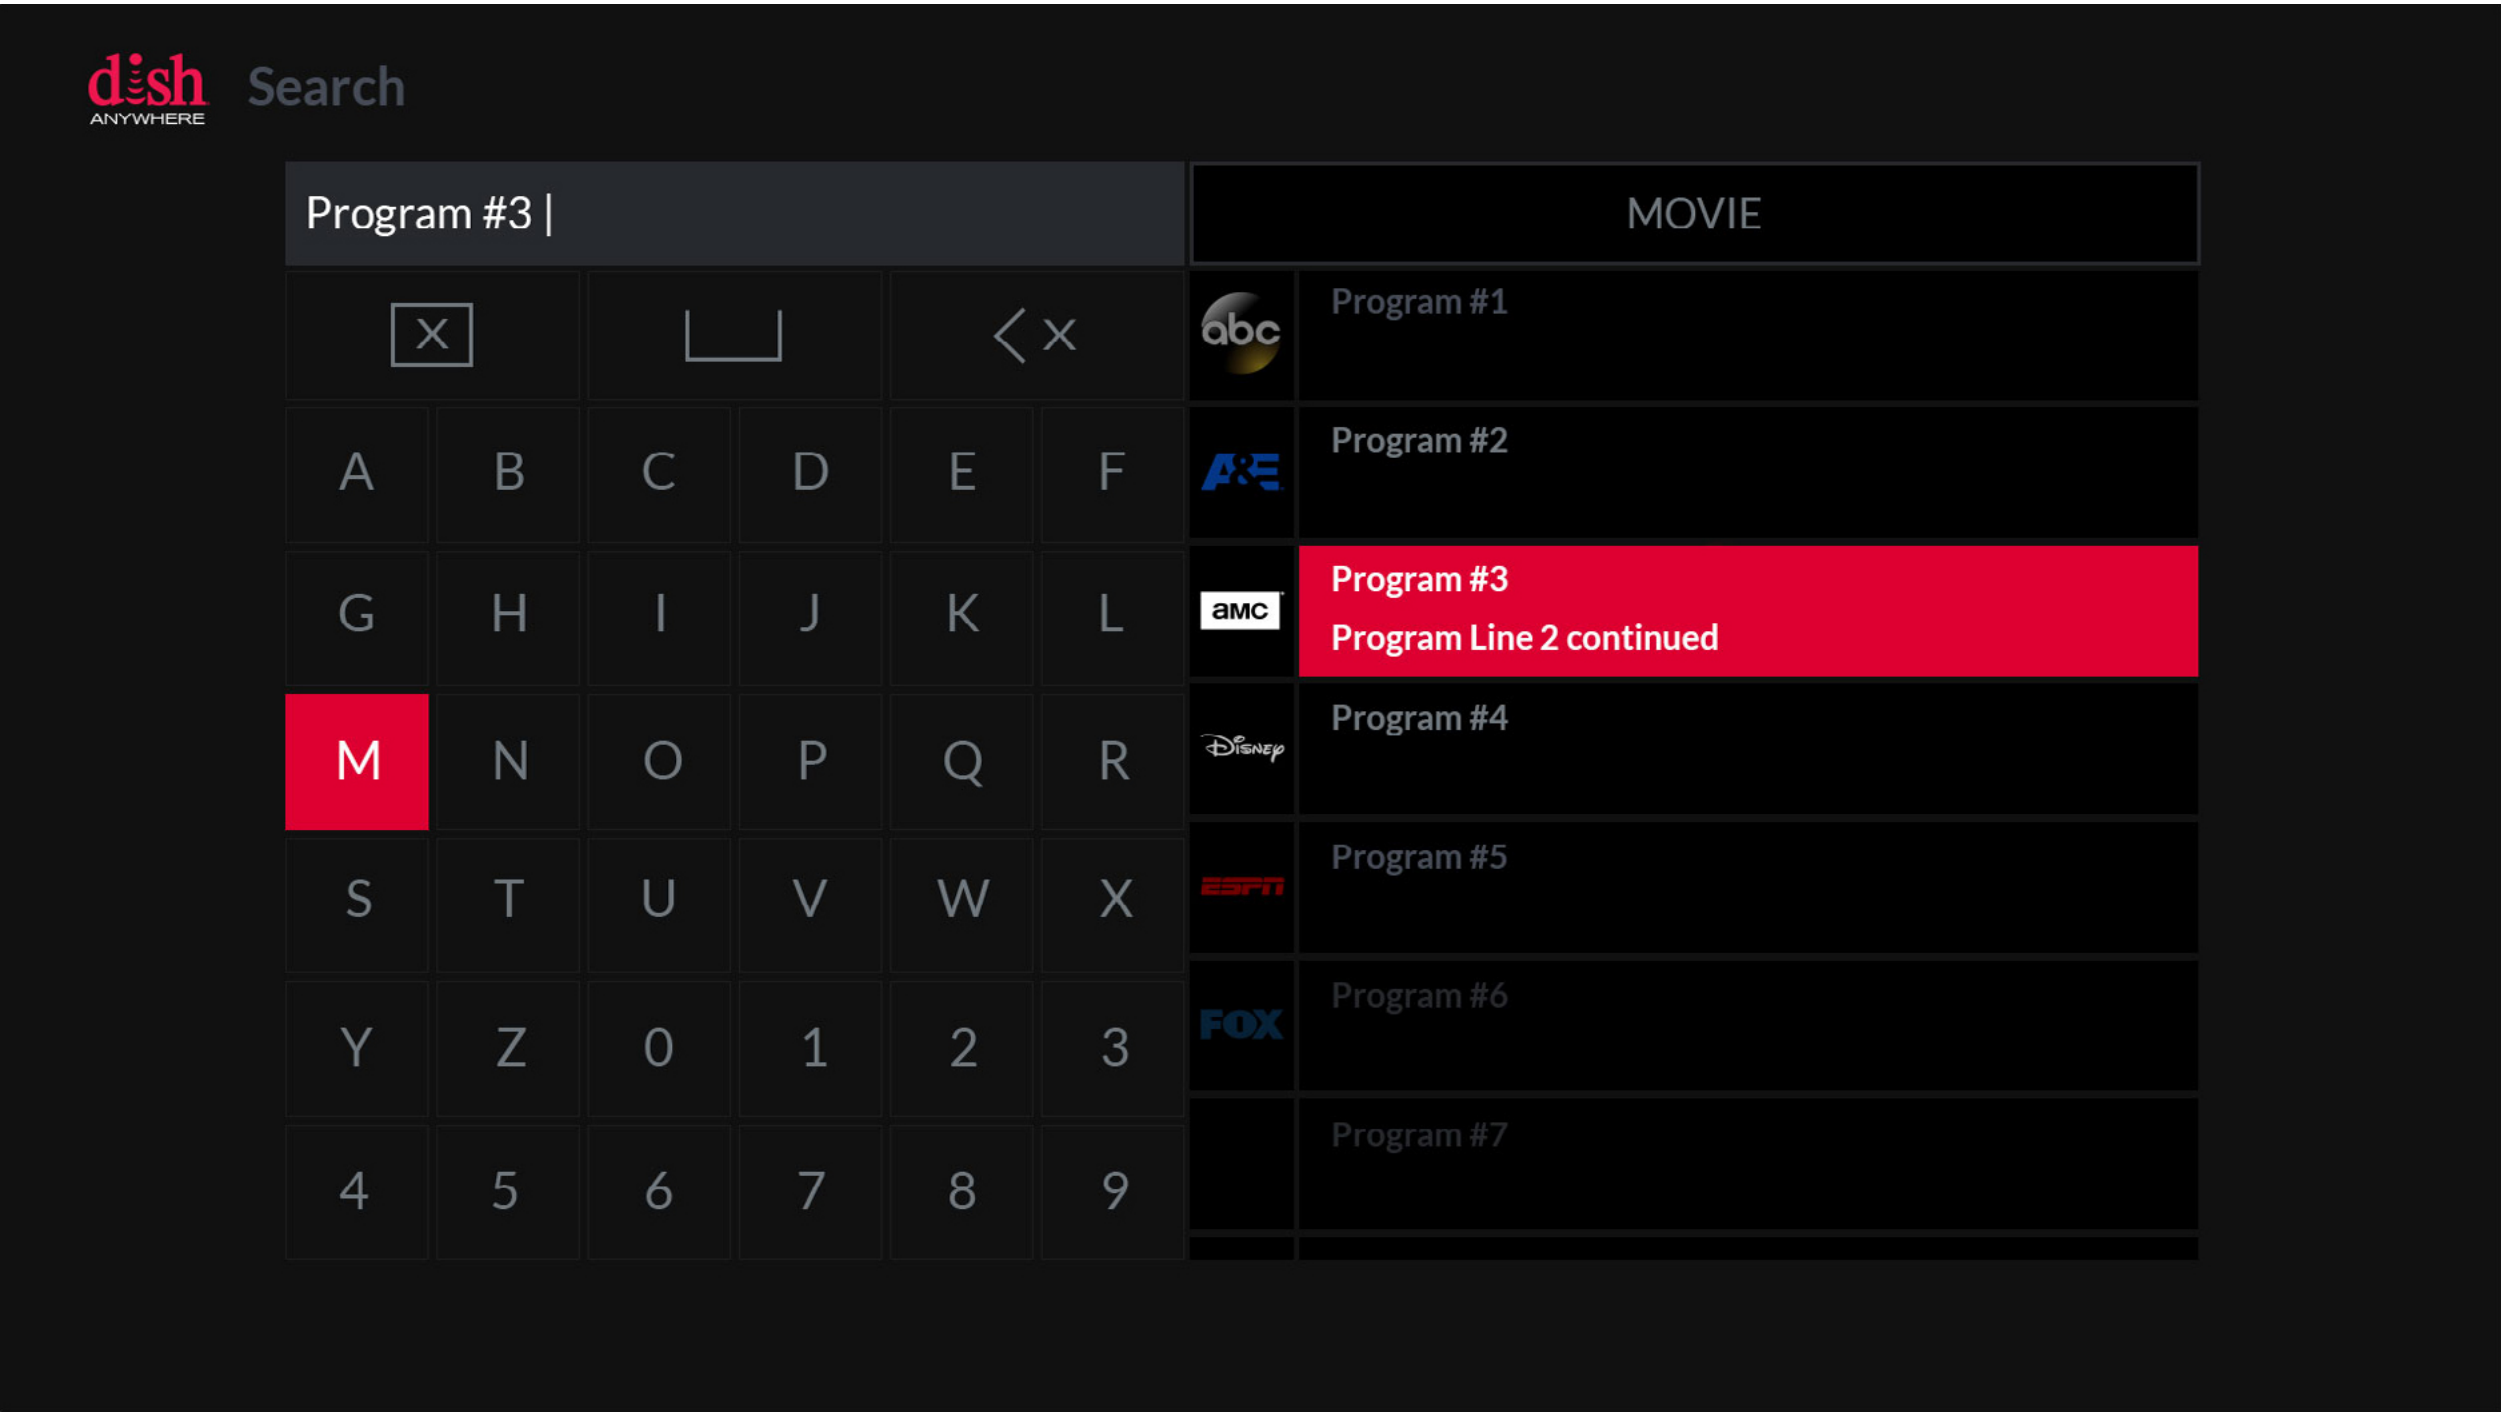 dish
ANYWHERE
Search
Program #3 |
MOVIE
X
< X
A B C D E F
G H I J K L
M N O P Q R
S T U V W X
Y Z 0 1 2 3
4 5 6 7 8 9
abc
Program #1
A&E
Program #2
aMC
Program #3
Program Line 2 continued
Disney
Program #4
ESPN
Program #5
FOX
Program #6
Program #7